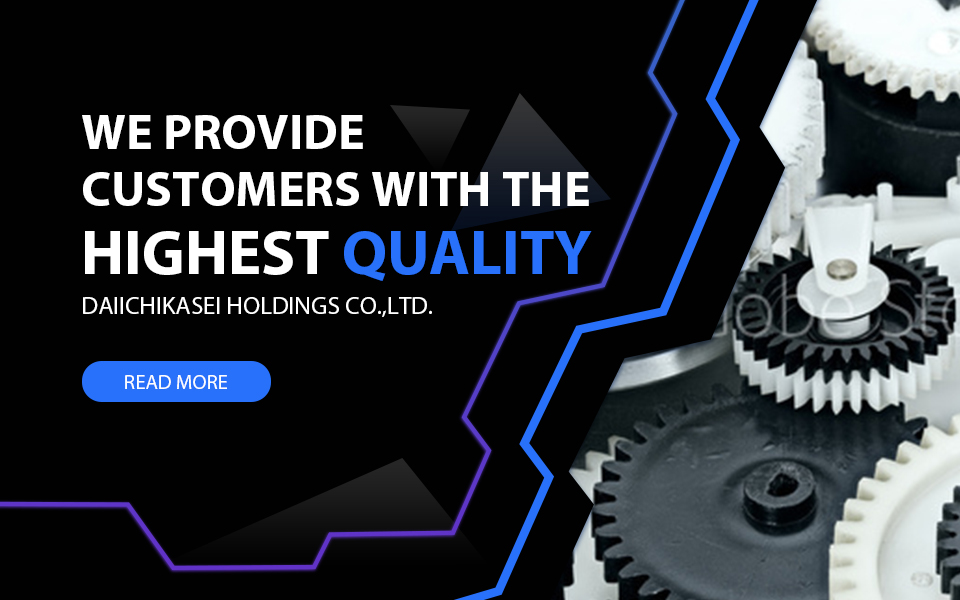 WE PROVIDE
CUSTOMERS WITH THE
HIGHEST QUALITY
DAIICHIKASEI HOLDINGS CO.,LTD.
READ MORE